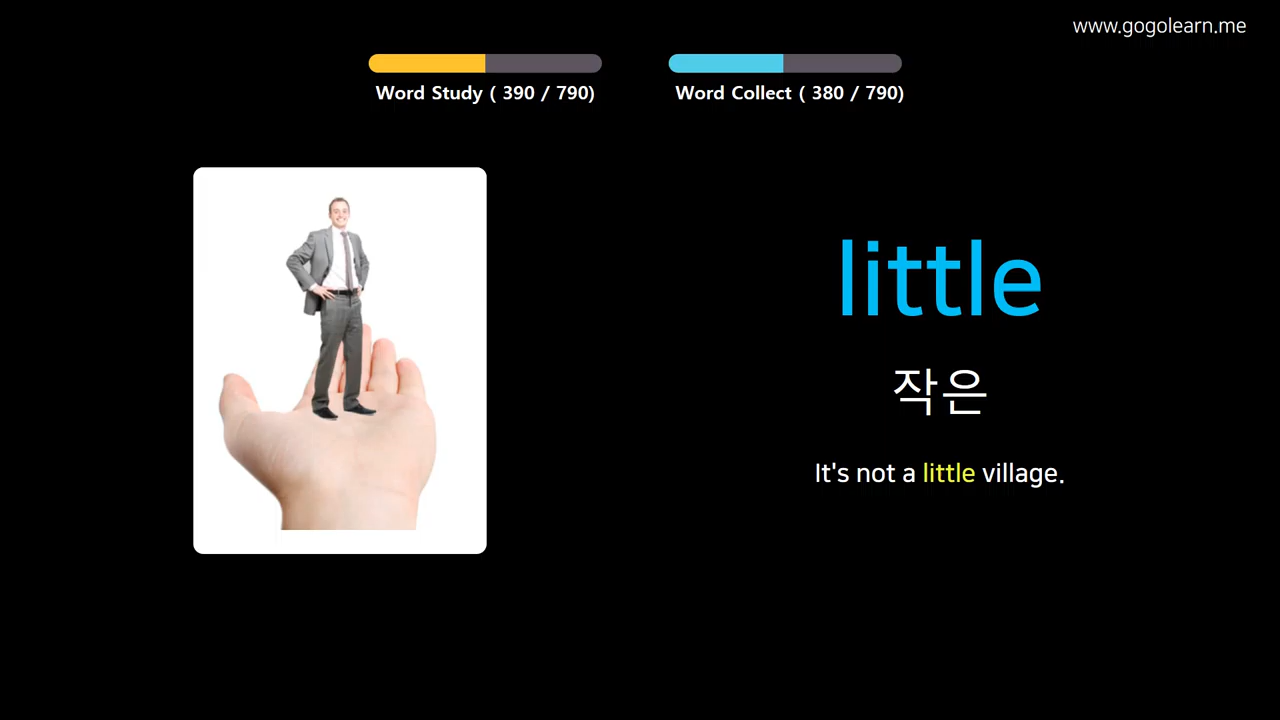 www.gogolearn.me
Word Study ( 390 / 790)
Word Collect ( 380 / 790)
little
작은
It's not a little village.